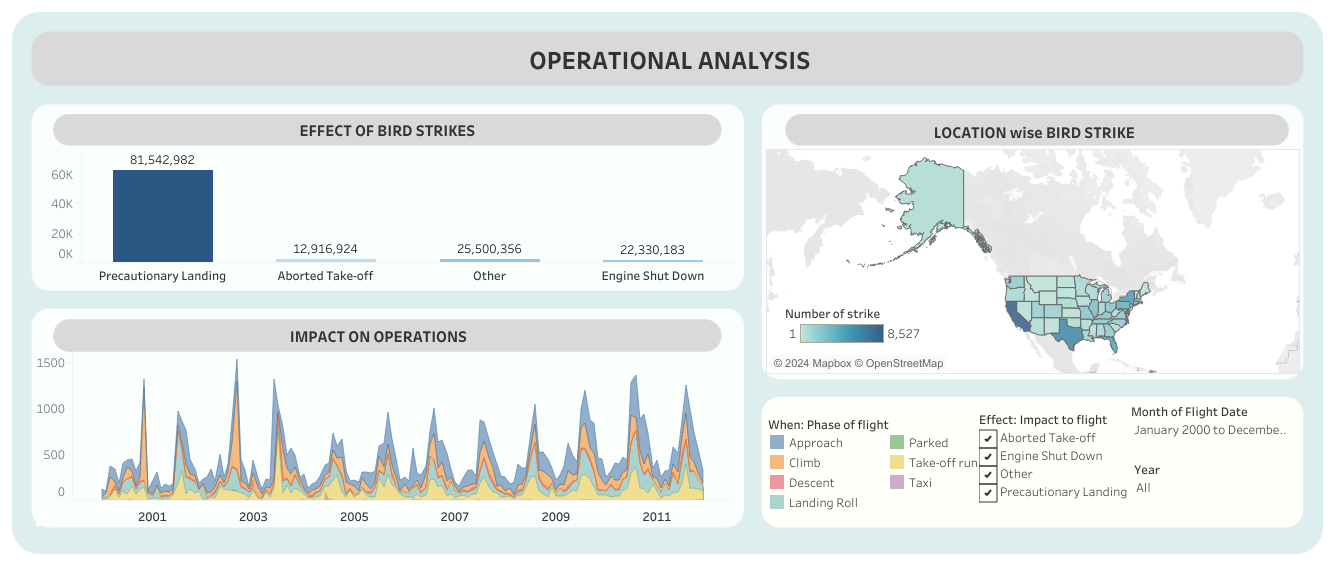 OPERATIONAL ANALYSIS
EFFECT OF BIRD STRIKES
81,542,982
60K
40K
20K
0K
12,916,924
25,500,356
22,330,183
Precautionary Landing
Aborted Take-off
Other
Engine Shut Down
IMPACT ON OPERATIONS
1500
1000
500
0
2001
2003
2005
2007
2009
2011
LOCATION wise BIRD STRIKE
Number of strike
1
8,527
© 2024 Mapbox © OpenStreetMap
When: Phase of flight
Approach
Climb
Descent
Landing Roll
Parked
Take-off run
Taxi
Effect: Impact to flight
Aborted Take-off
Engine Shut Down
Other
Precautionary Landing
Month of Flight Date
January 2000 to Decembe..
Year
All